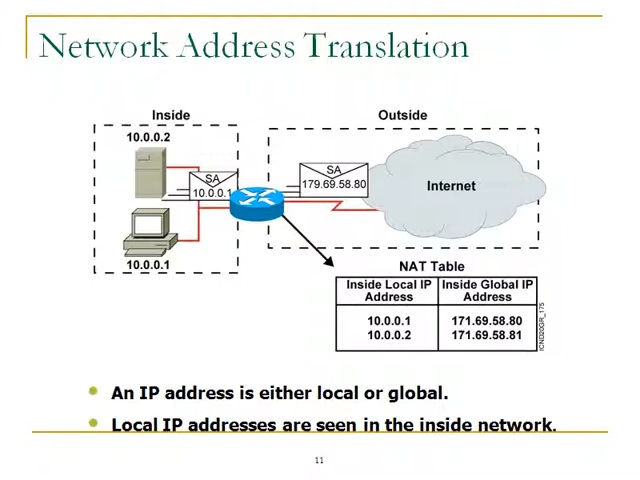 Network Address Translation
Inside
Outside
10.0.0.2
SA
10.0.0.1
SA
179.69.58.80
Internet
10.0.0.1
NAT Table
Inside Local IP Address
Inside Global IP Address
10.0.0.1 171.69.58.80
10.0.0.2 171.69.58.81
ICND20GR_175
An IP address is either local or global.
Local IP addresses are seen in the inside network.
11